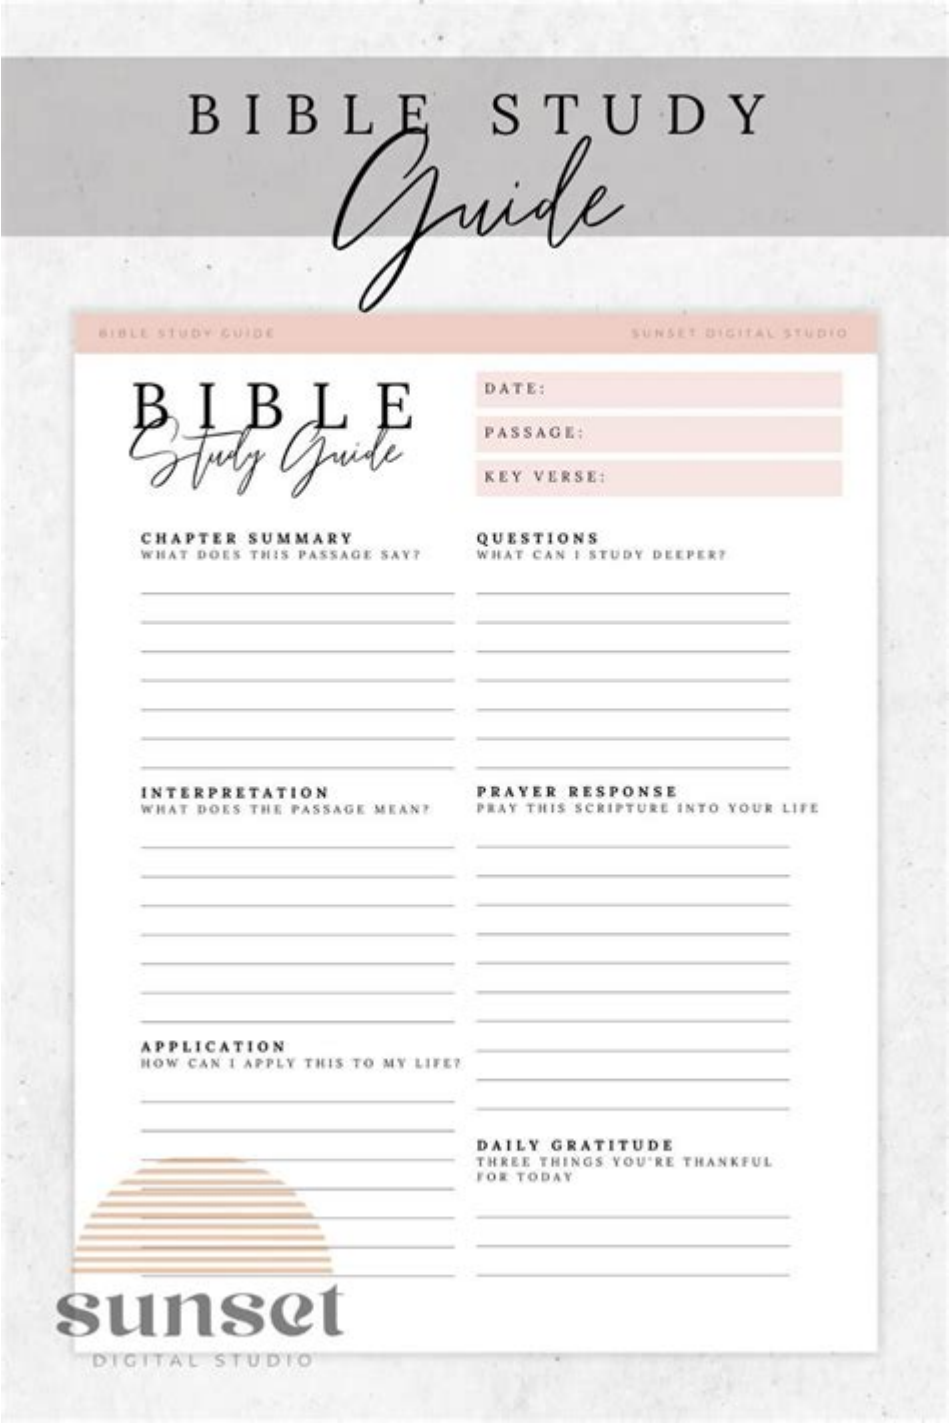 BIBLE STUDY
Guide
BIBLE STUDY GUIDE
SUNSET DIGITAL STUDIO
BIBLE
Study Guide
DATE:
PASSAGE:
KEY VERSE:
CHAPTER SUMMARY
WHAT DOES THIS PASSAGE SAY?
INTERPRETATION
WHAT DOES THE PASSAGE MEAN?
APPLICATION
HOW CAN I APPLY THIS TO MY LIFE?
QUESTIONS
WHAT CAN I STUDY DEEPER?
PRAYER RESPONSE
PRAY THIS SCRIPTURE INTO YOUR LIFE
DAILY GRATITUDE
THREE THINGS YOU'RE THANKFUL
FOR TODAY
sunset
DIGITAL STUDIO